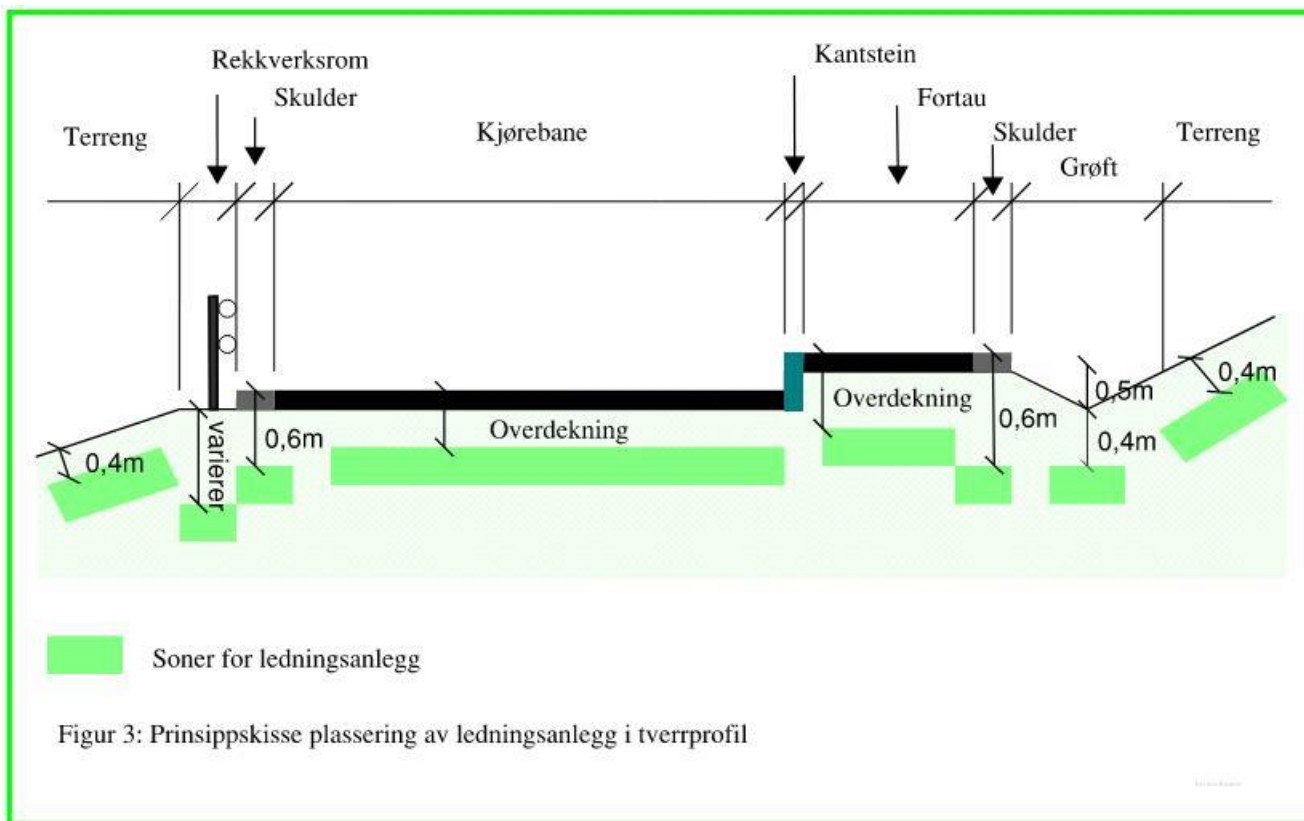 Rekkverksrom
Kantstein
Skulder
Fortau
Terreng
Kjørebane
Skulder
Terreng
Grøft
0,4m
varierer
0,6m
Overdekning
Overdekning
0,6m
0,5m
0,4m
0,4m
Soner for ledningsanlegg
Figur 3: Prinsippskisse plassering av ledningsanlegg i tverrprofil